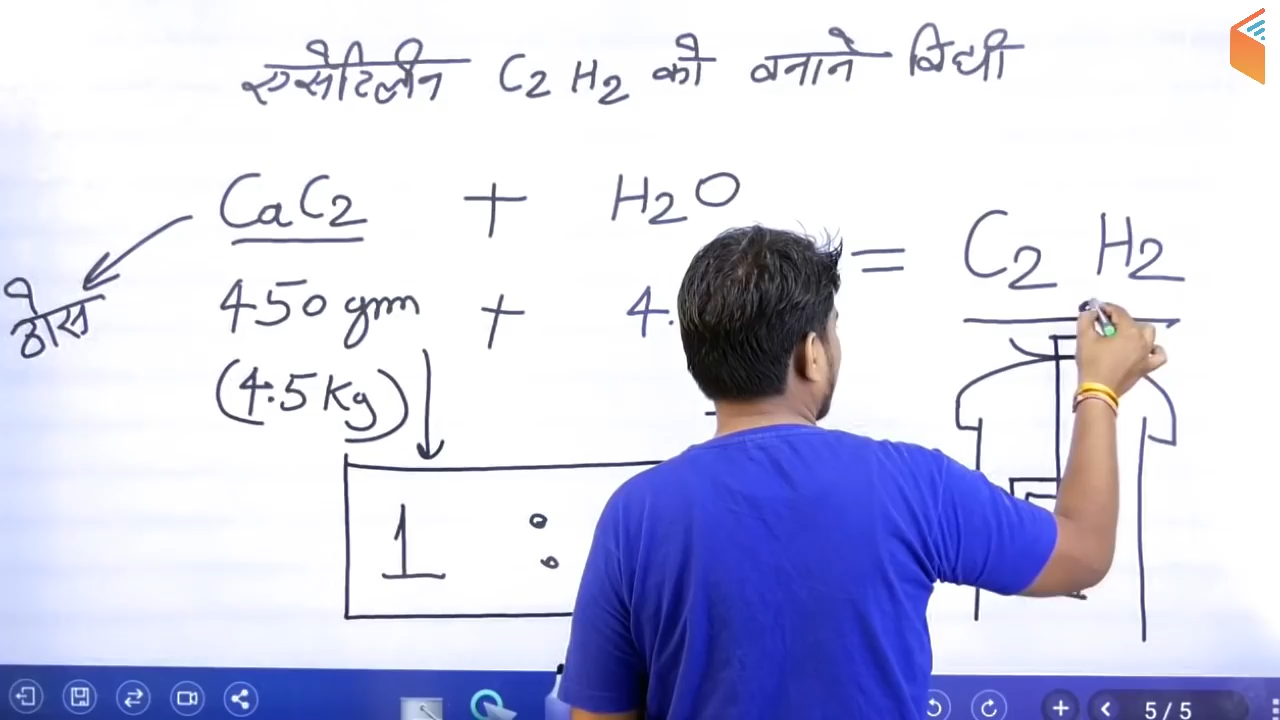 एसेटिलीन C2 H2 को बनाने विधी
CaC2 + H2O = C2 H2
ठोस
450 gm + 4.
(4.5 Kg)
1 :
5 / 5